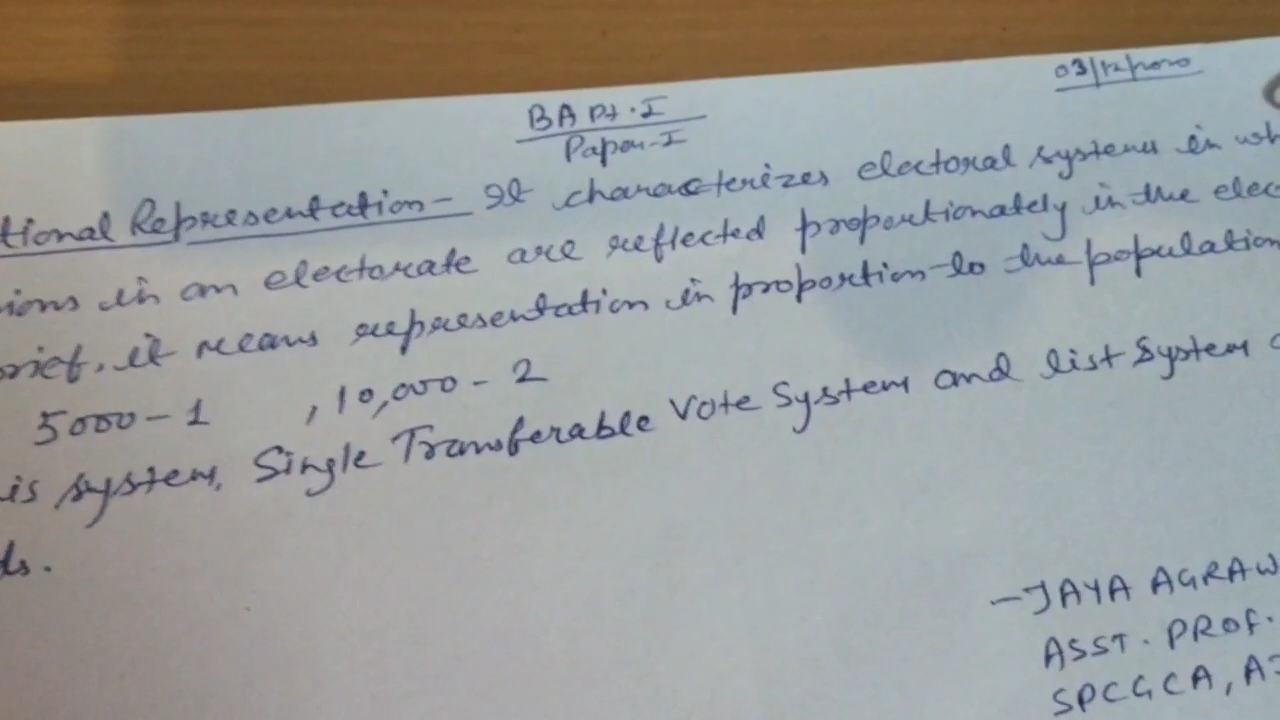 03/12/2020
BA Pt. I
Paper-I
tional Representation- It characterizes electoral systems in wh
ions in an electorate are reflected proportionately in the elec
rief, it means representation in proportion to the population
5000-1 , 10,000-2
is system, Single Transferable Vote System and list System
ds.
-JAYA AGRAW
ASST. PROF.
SPCGCA, AJ